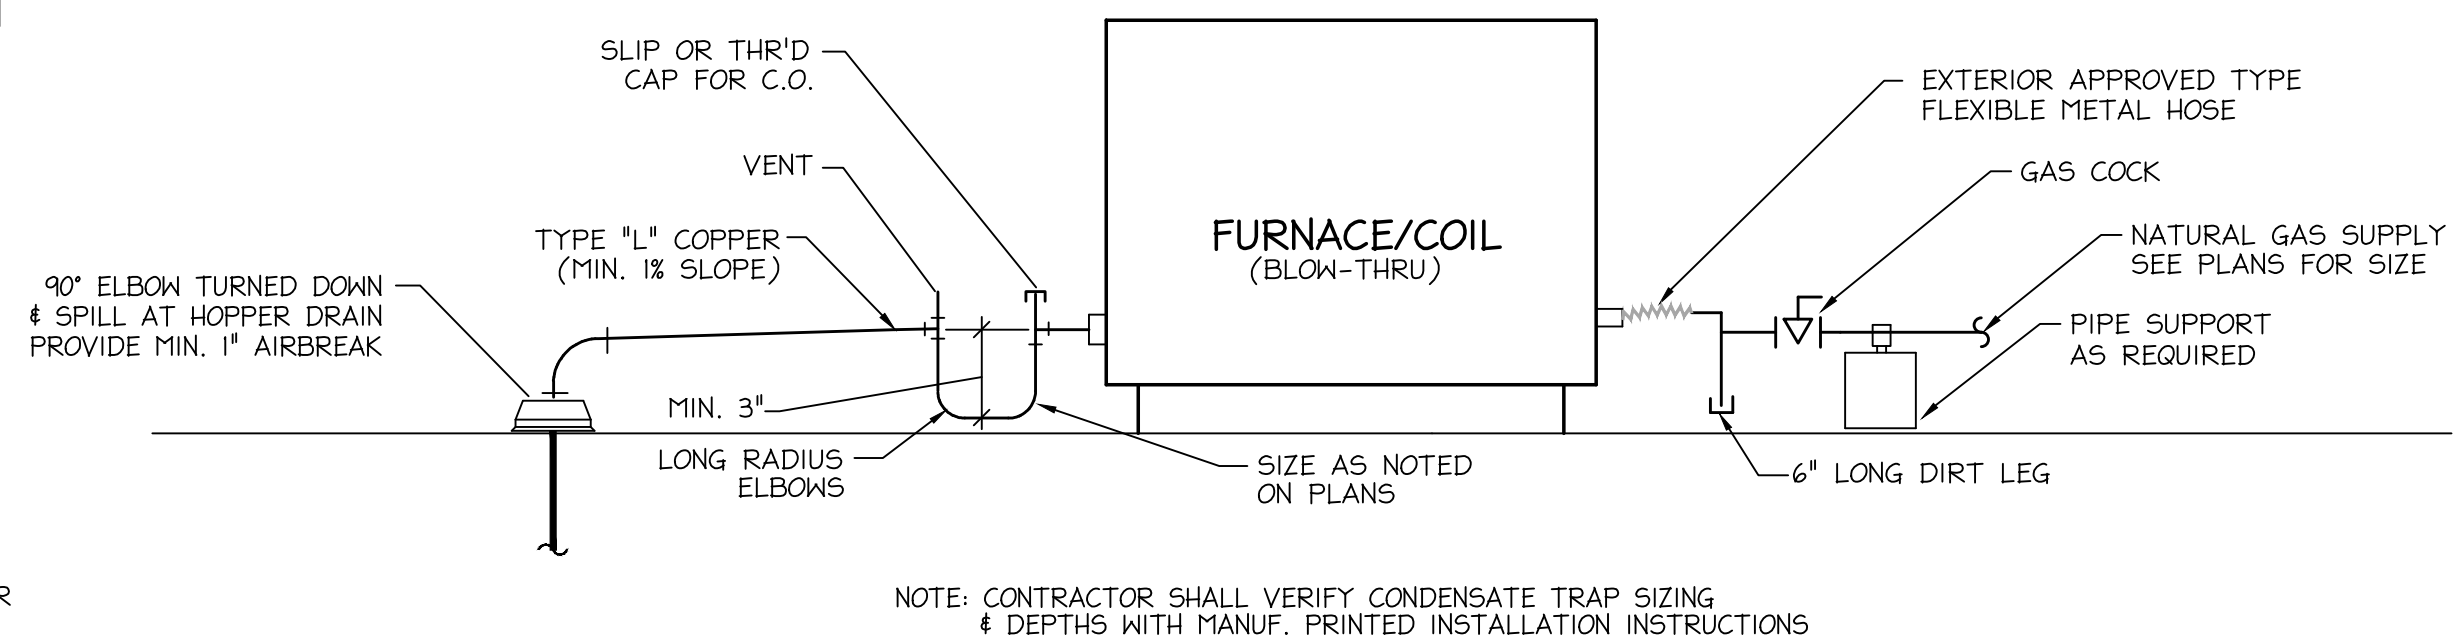 SLIP OR THR'D
CAP FOR C.O.
VENT
TYPE "L" COPPER
(MIN. 1% SLOPE)
90° ELBOW TURNED DOWN
& SPILL AT HOPPER DRAIN
PROVIDE MIN. 1" AIRBREAK
MIN. 3"
LONG RADIUS
ELBOWS
FURNACE/COIL
(BLOW-THRU)
SIZE AS NOTED
ON PLANS
EXTERIOR APPROVED TYPE
FLEXIBLE METAL HOSE
GAS COCK
NATURAL GAS SUPPLY
SEE PLANS FOR SIZE
PIPE SUPPORT
AS REQUIRED
6" LONG DIRT LEG
R
NOTE: CONTRACTOR SHALL VERIFY CONDENSATE TRAP SIZING
& DEPTHS WITH MANUF. PRINTED INSTALLATION INSTRUCTIONS